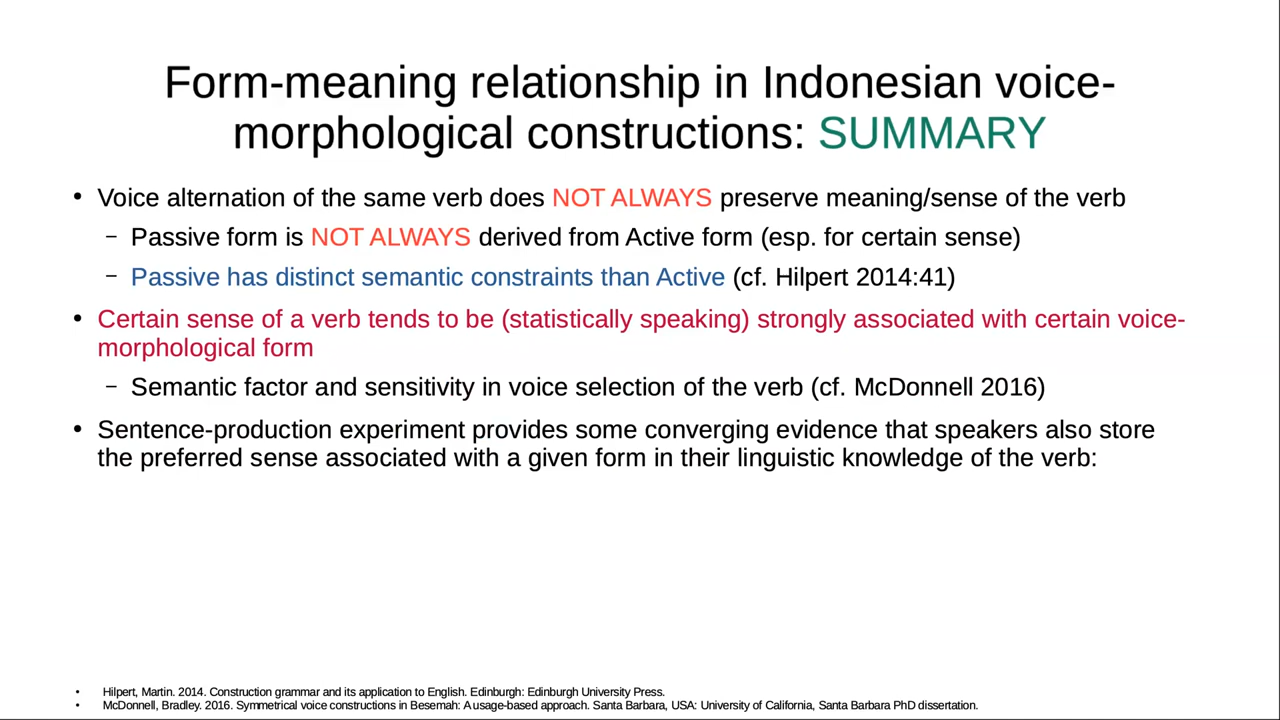 Form-meaning relationship in Indonesian voice-
morphological constructions: SUMMARY
• Voice alternation of the same verb does NOT ALWAYS preserve meaning/sense of the verb
– Passive form is NOT ALWAYS derived from Active form (esp. for certain sense)
– Passive has distinct semantic constraints than Active (cf. Hilpert 2014:41)
• Certain sense of a verb tends to be (statistically speaking) strongly associated with certain voice-
morphological form
– Semantic factor and sensitivity in voice selection of the verb (cf. McDonnell 2016)
• Sentence-production experiment provides some converging evidence that speakers also store
the preferred sense associated with a given form in their linguistic knowledge of the verb:
• Hilpert, Martin. 2014. Construction grammar and its application to English. Edinburgh: Edinburgh University Press.
• McDonnell, Bradley. 2016. Symmetrical voice constructions in Besemah: A usage-based approach. Santa Barbara, USA: University of California, Santa Barbara PhD dissertation.